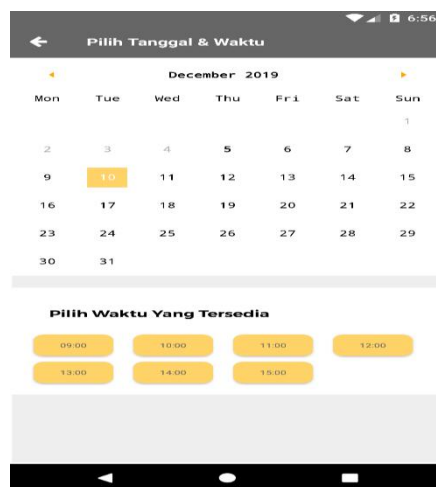 6:56
Pilih Tanggal & Waktu
December 2019
Mon Tue Wed Thu Fri Sat Sun
1
2 3 4 5 6 7 8
9 10 11 12 13 14 15
16 17 18 19 20 21 22
23 24 25 26 27 28 29
30 31
Pilih Waktu Yang Tersedia
09:00 10:00 11:00 12:00
13:00 14:00 15:00